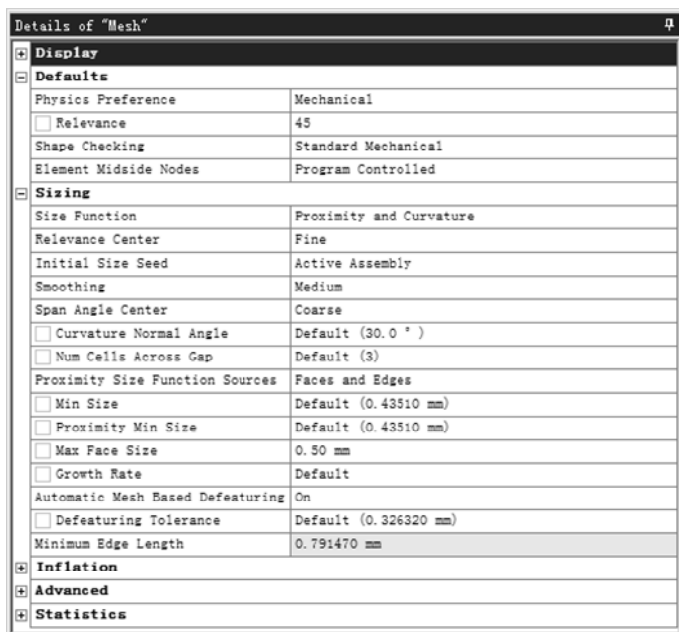 Details of "Mesh"
Display
Defaults
Physics Preference Mechanical
Relevance 45
Shape Checking Standard Mechanical
Element Midside Nodes Program Controlled
Sizing
Size Function Proximity and Curvature
Relevance Center Fine
Initial Size Seed Active Assembly
Smoothing Medium
Span Angle Center Coarse
Curvature Normal Angle Default (30.0 °)
Num Cells Across Gap Default (3)
Proximity Size Function Sources Faces and Edges
Min Size Default (0.43510 mm)
Proximity Min Size Default (0.43510 mm)
Max Face Size 0.50 mm
Growth Rate Default
Automatic Mesh Based Defeaturing On
Defeaturing Tolerance Default (0.326320 mm)
Minimum Edge Length 0.791470 mm
Inflation
Advanced
Statistics